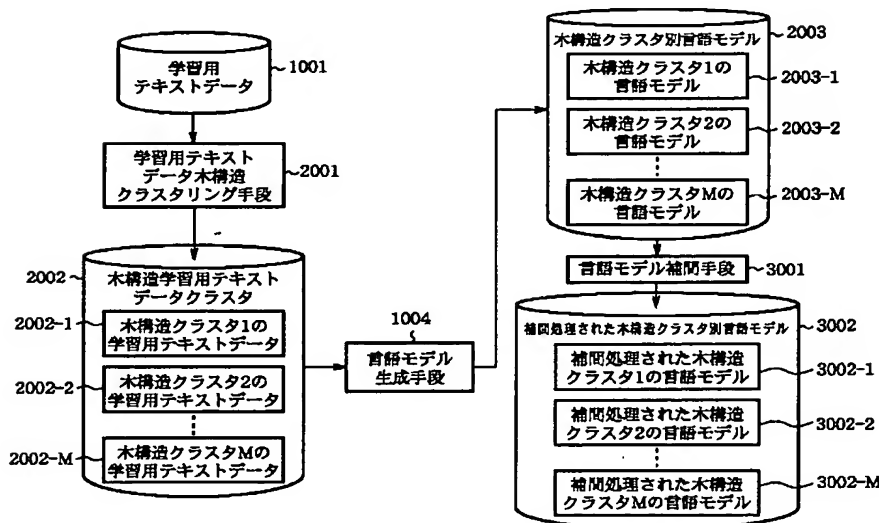 学習用
テキストデータ
1001
学習用テキスト
データ木構造
クラスタリング手段
2001
2002
木構造学習用テキスト
データクラスタ
2002-1
木構造クラスタ1の
学習用テキストデータ
2002-2
木構造クラスタ2の
学習用テキストデータ
2002-M
木構造クラスタMの
学習用テキストデータ
1004
言語モデル
生成手段
木構造クラスタ別言語モデル
2003
木構造クラスタ1の
言語モデル
2003-1
木構造クラスタ2の
言語モデル
2003-2
木構造クラスタMの
言語モデル
2003-M
言語モデル補間手段
3001
補間処理された木構造クラスタ別言語モデル
3002
補間処理された木構造
クラスタ1の言語モデル
3002-1
補間処理された木構造
クラスタ2の言語モデル
3002-2
補間処理された木構造
クラスタMの言語モデル
3002-M